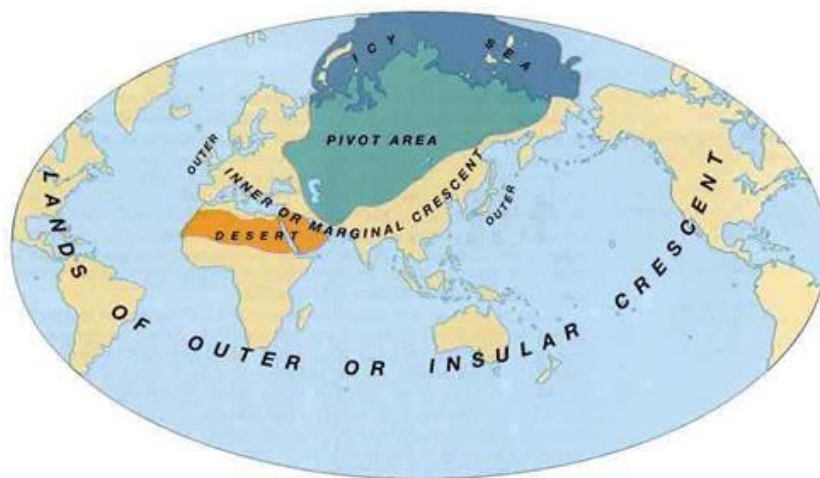 ICY SEA
PIVOT AREA
OUTER
INNER OR MARGINAL CRESCENT
OUTER
DESERT
LANDS OF OUTER OR INSULAR CRESCENT